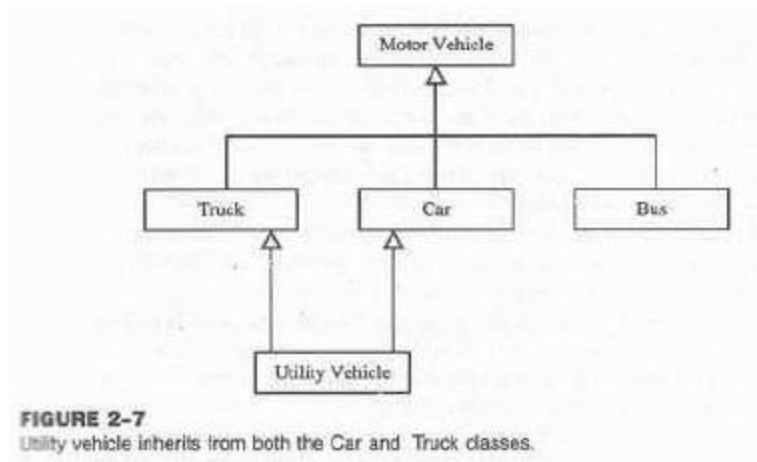 Motor Vehicle
Truck
Car
Bus
Utility Vehicle
FIGURE 2-7
Utility vehicle inherits from both the Car and Truck classes.